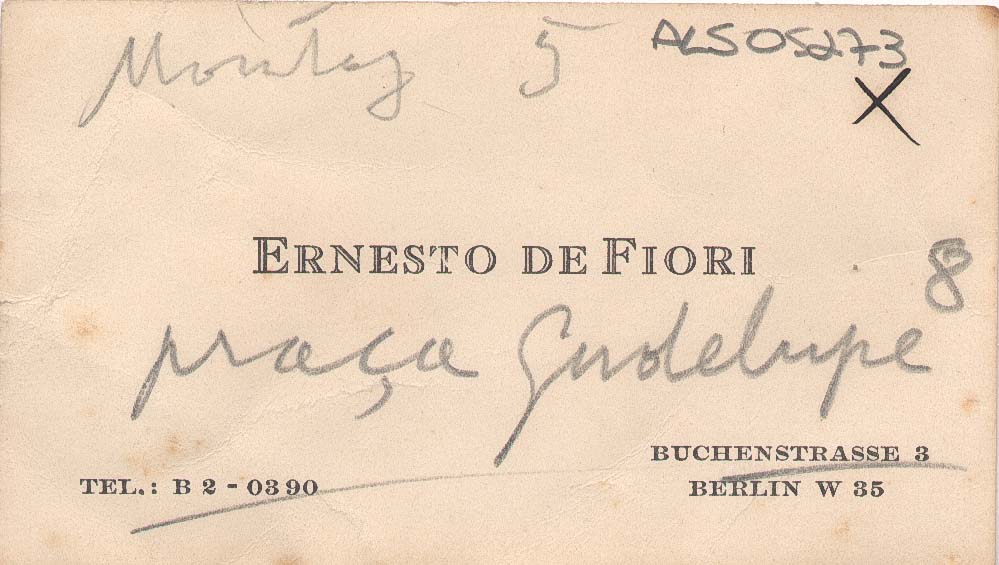 Montag 5
ALS05273
X
ERNESTO DE FIORI
8
praça Gudelupe
BUCHENSTRASSE 3
TEL.: B 2 - 0390
BERLIN W 35